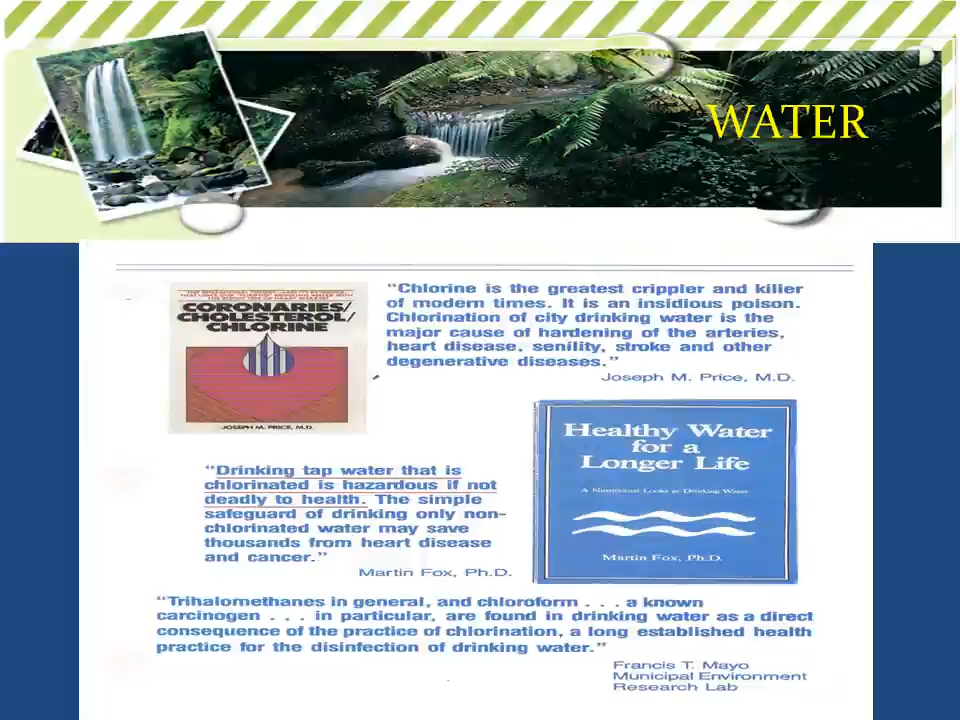 WATER
CORONARIES/
CHOLESTEROL/
CHLORINE
JOSEPH M. PRICE, M.D.
“Chlorine is the greatest crippler and killer
of modern times. It is an insidious poison.
Chlorination of city drinking water is the
major cause of hardening of the arteries,
heart disease, senility, stroke and other
degenerative diseases.”
Joseph M. Price, M.D.
“Drinking tap water that is
chlorinated is hazardous if not
deadly to health. The simple
safeguard of drinking only non-
chlorinated water may save
thousands from heart disease
and cancer.”
Martin Fox, Ph.D.
Healthy Water
for a
Longer Life
A Nutritional Looks at Drinking Water
Martin Fox, Ph.D.
“Trihalomethanes in general, and chloroform . . . a known
carcinogen . . . in particular, are found in drinking water as a direct
consequence of the practice of chlorination, a long established health
practice for the disinfection of drinking water.”
Francis T. Mayo
Municipal Environment
Research Lab